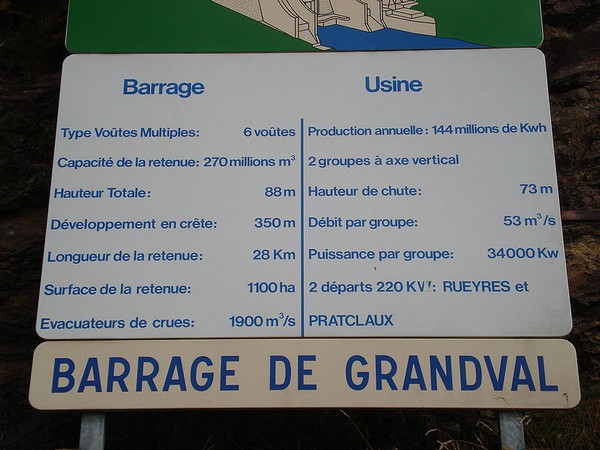 Barrage
Type Voûtes Multiples: 6 voûtes
Capacité de la retenue: 270 millions m³
Hauteur Totale: 88 m
Développement en crête: 350 m
Longueur de la retenue: 28 Km
Surface de la retenue: 1100 ha
Evacuateurs de crues: 1900 m³/s
Usine
Production annuelle: 144 millions de Kwh
2 groupes à axe vertical
Hauteur de chute: 73 m
Débit par groupe: 53 m³/s
Puissance par groupe: 34000 Kw
2 départs 220 KV: RUEYRES et
PRATCLAUX
BARRAGE DE GRANDVAL